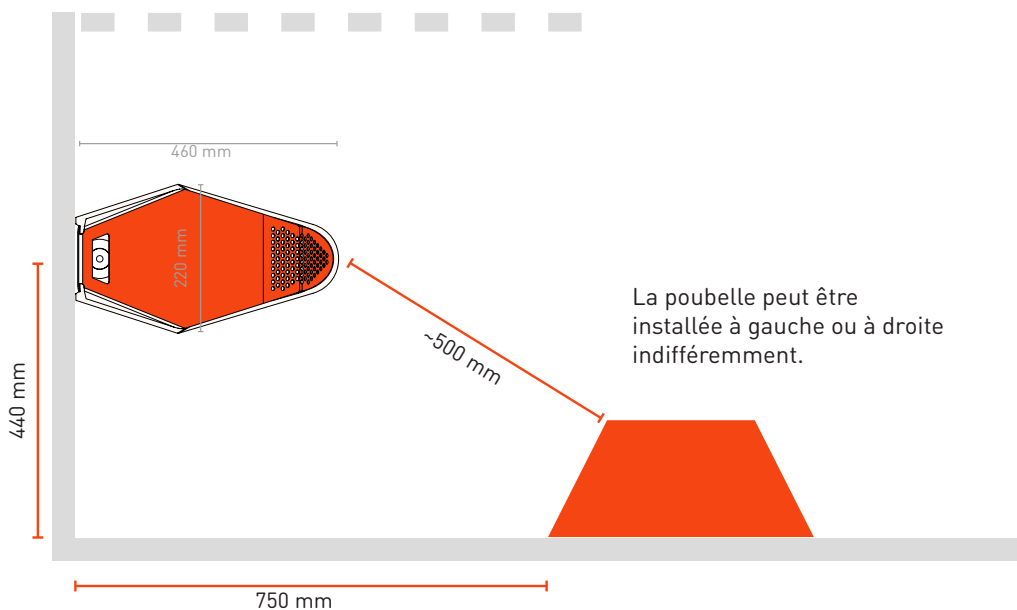 460 mm
220 mm
La poubelle peut être
installée à gauche ou à droite
indifféremment.
~500 mm
440 mm
750 mm